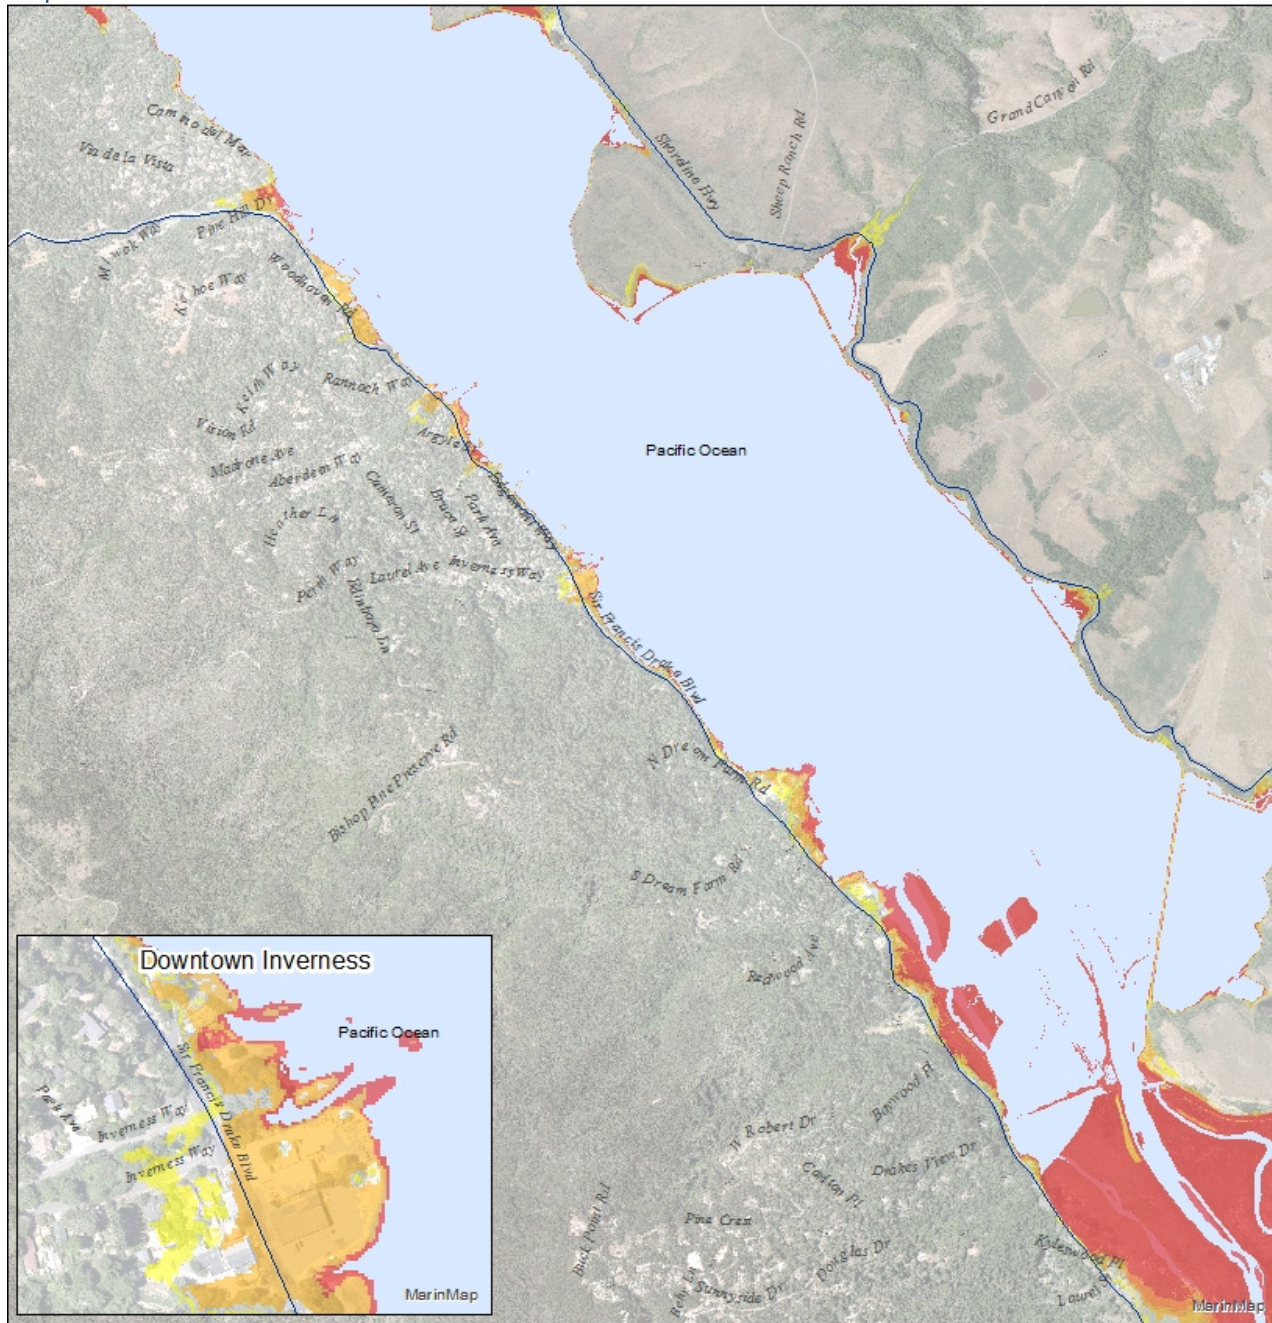 Camino del Mar
Via de la Vista
Miwok Way
Pine Hill Dr
Kehoe Way
Woodhaven Rd
Shoreline Hwy
Sheep Ranch Rd
Grand Canyon Rd
Keith Way
Rannoch Way
Vision Rd
Madrone Ave
Aberdeen Way
Argyle St
Heather Ln
Cameron St
Bruce St
Park Ave
Edgemont Way
Pacific Ocean
Perth Way
Laurel Ave
Inverness Way
Sir Francis Drake Blvd
Bishop Pine Preserve Rd
N Dream Farm Rd
S Dream Farm Rd
Redwood Ave
Baywood Pl
W Robert Dr
Drakes View Dr
Pine Crest
Douglas Dr
Buck Point Rd
Sunnyside Dr
Laurel St
MarinMap
Downtown Inverness
Pacific Ocean
Sir Francis Drake Blvd
Park Ave
Inverness Way
Inverness Way
MarinMap